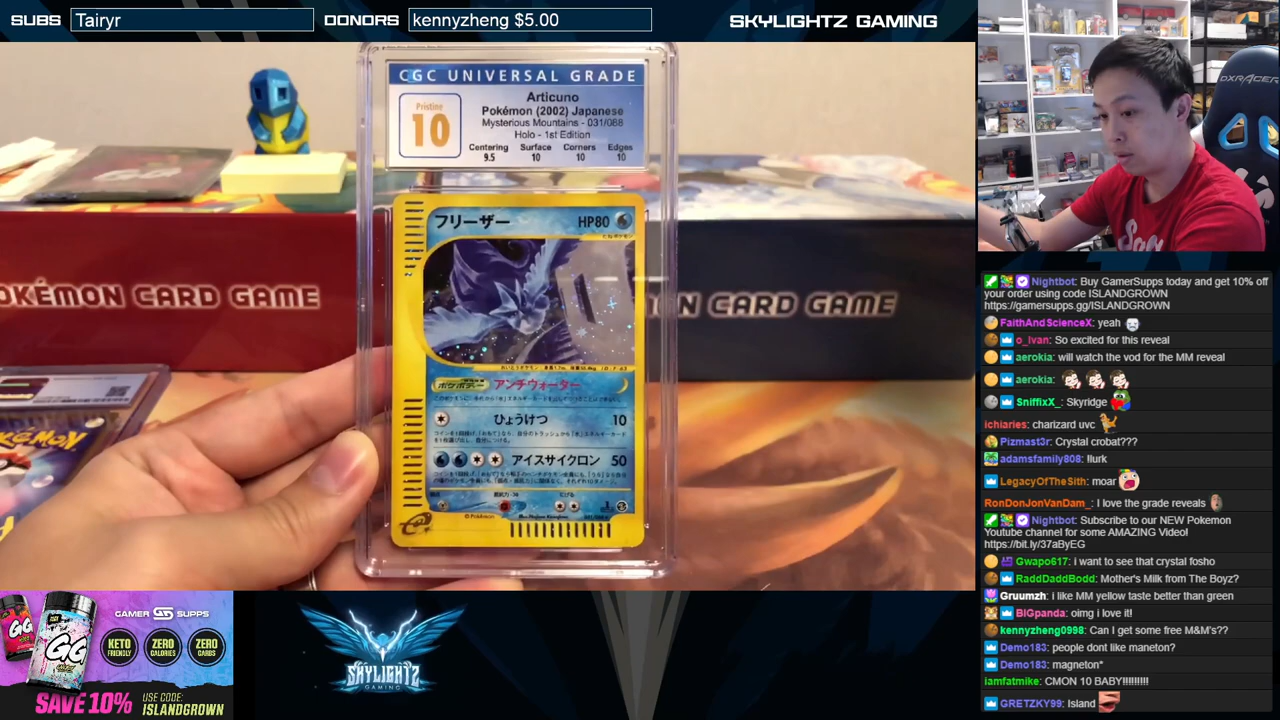 SUBS Tairyr DONORS kennyzheng $5.00 SKYLIGHTZ GAMING
DXRACER
CGC UNIVERSAL GRADE
Pristine
10
Articuno
Pokémon (2002) Japanese
Mysterious Mountains - 031/088
Holo - 1st Edition
Centering Surface Corners Edges
9.5 10 10 10
フリーザー HP80
OKÉMON CARD GAME
ON CARD GAME
アンチウォーター
ひょうけつ 10
アイスサイクロン 50
Nightbot: Buy GamerSupps today and get 10% off
your order using code ISLANDGROWN
https://gamersupps.gg/ISLANDGROWN
FaithAndScienceX: yeah
o_Ivan: So excited for this reveal
aerokia: will watch the vod for the MM reveal
aerokia:
SniffixX_: Skyridge
ichiaries: charizard uvc
Pizmast3r: Crystal crobat???
adamsfamily808: !lurk
LegacyOfTheSith: moar
RonDonJonVanDam_: I love the grade reveals
Nightbot: Subscribe to our NEW Pokemon
Youtube channel for some AMAZING Video!
https://bit.ly/37aByEG
Gwapo617: i want to see that crystal fosho
RaddDaddBodd: Mother's Milk from The Boyz?
Gruumzh: i like MM yellow taste better than green
BIGpanda: oimg i love it!
kennyzheng0998: Can I get some free M&M's??
Demo183: people dont like maneton?
Demo183: magneton*
iamfatmike: CMON 10 BABY!!!!!!!!!
GRETZKY99: Island
GAMER SUPPS
GG
KETO FRIENDLY
ZERO CALORIES
ZERO CARBS
SAVE 10% USE CODE:
ISLANDGROWN
SKYLIGHTZ
GAMING